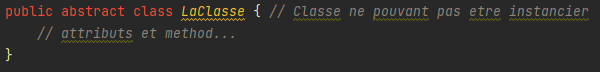 public abstract class LaClasse { // Classe ne pouvant pas etre instancier
// attributs et method...
}